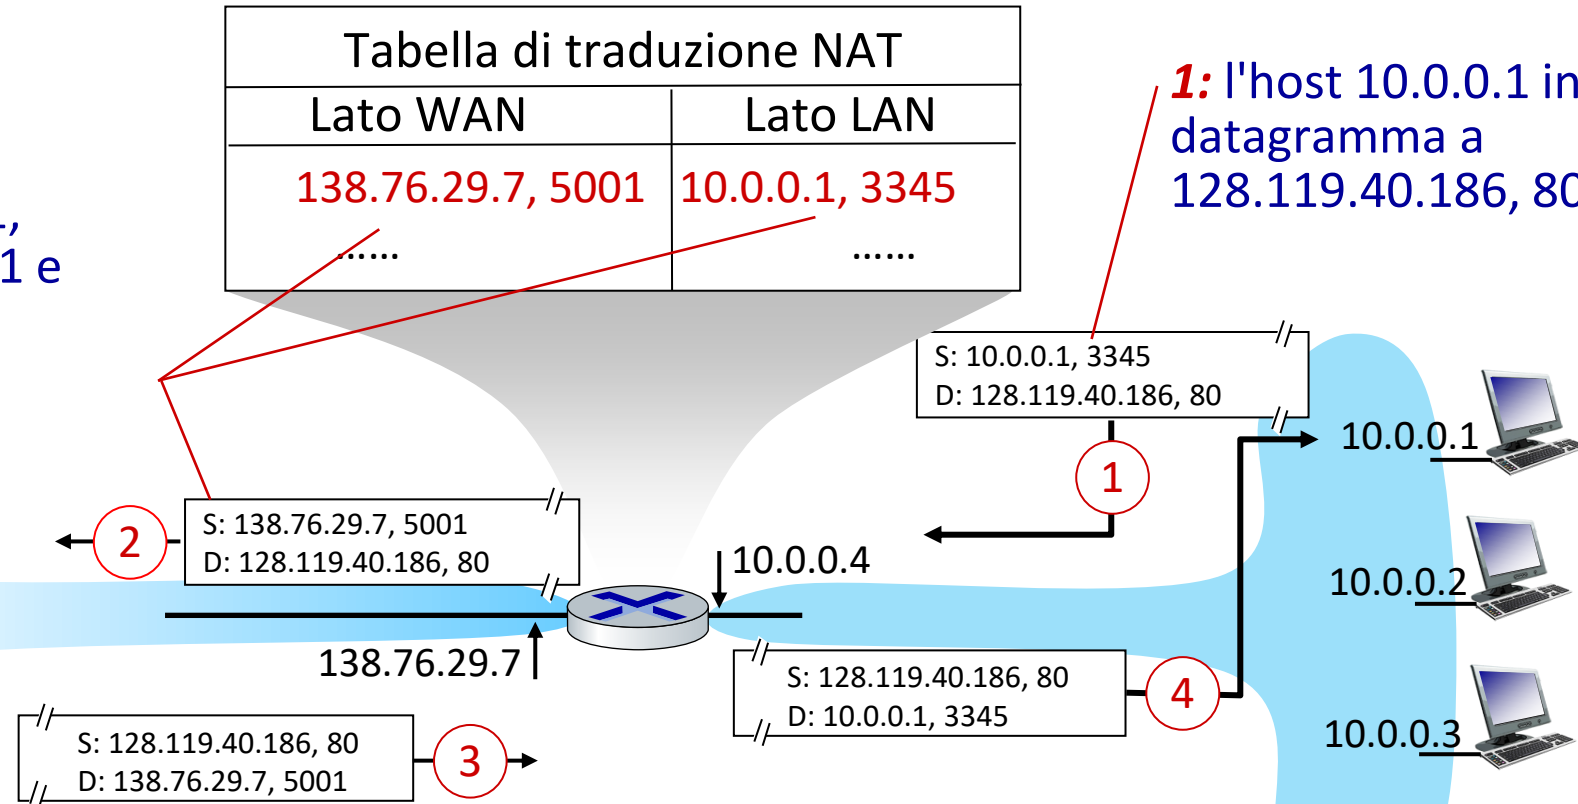 Tabella di traduzione NAT
Lato WAN Lato LAN
138.76.29.7, 5001 10.0.0.1, 3345
...... ......
1: l'host 10.0.0.1 in
datagramma a
128.119.40.186, 80
1 e
S: 10.0.0.1, 3345
D: 128.119.40.186, 80
1
10.0.0.1
2
S: 138.76.29.7, 5001
D: 128.119.40.186, 80
10.0.0.4
10.0.0.2
138.76.29.7
S: 128.119.40.186, 80
D: 10.0.0.1, 3345
4
10.0.0.3
S: 128.119.40.186, 80
D: 138.76.29.7, 5001
3